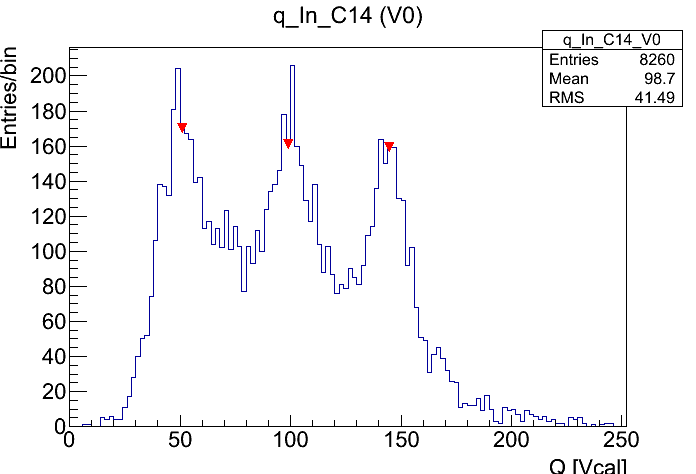 q_In_C14 (V0)
q_In_C14_V0
Entries 8260
Mean 98.7
RMS 41.49
Entries/bin
200
180
160
140
120
100
80
60
40
20
0
0 50 100 150 200 250
Q [Vcal]